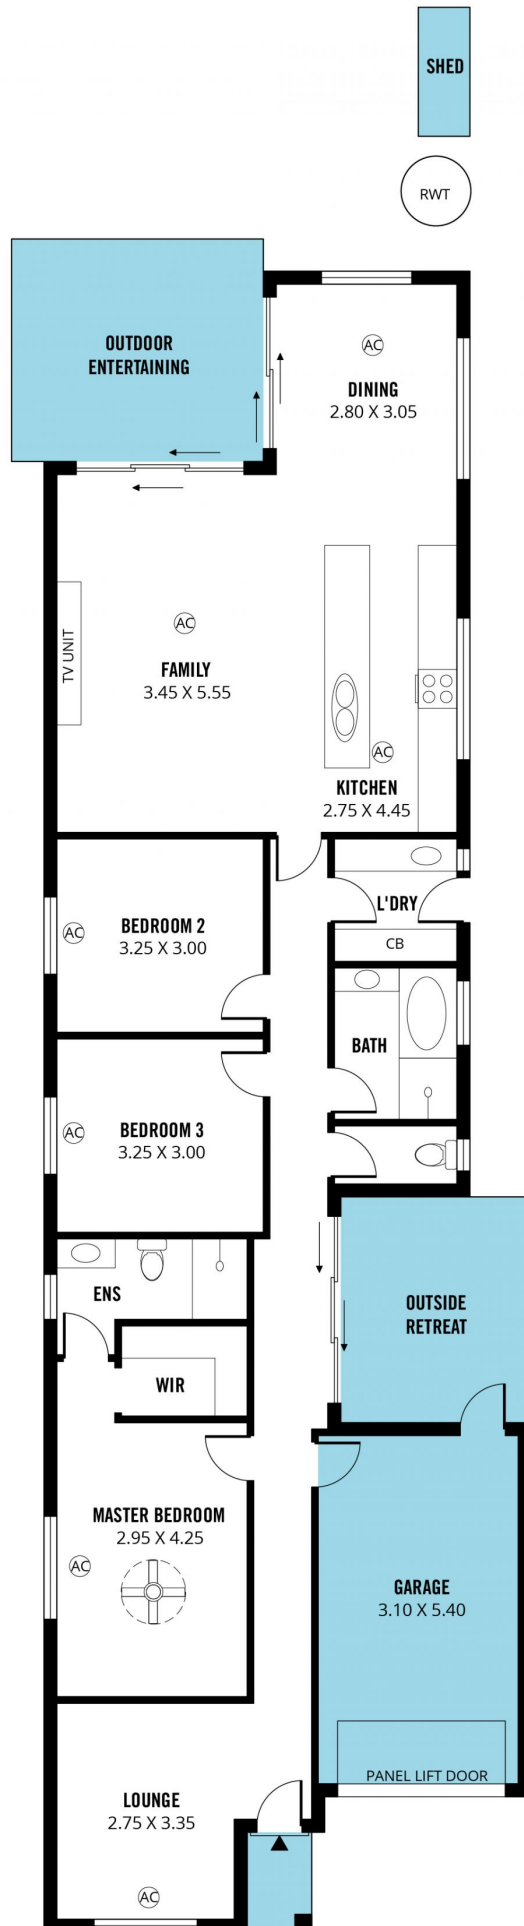 SHED
RWT
OUTDOOR
ENTERTAINING
AC
DINING
2.80 X 3.05
TV UNIT
AC
FAMILY
3.45 X 5.55
AC
KITCHEN
2.75 X 4.45
L'DRY
CB
AC
BEDROOM 2
3.25 X 3.00
BATH
AC
BEDROOM 3
3.25 X 3.00
ENS
OUTSIDE
RETREAT
WIR
MASTER BEDROOM
2.95 X 4.25
AC
GARAGE
3.10 X 5.40
PANEL LIFT DOOR
LOUNGE
2.75 X 3.35
AC